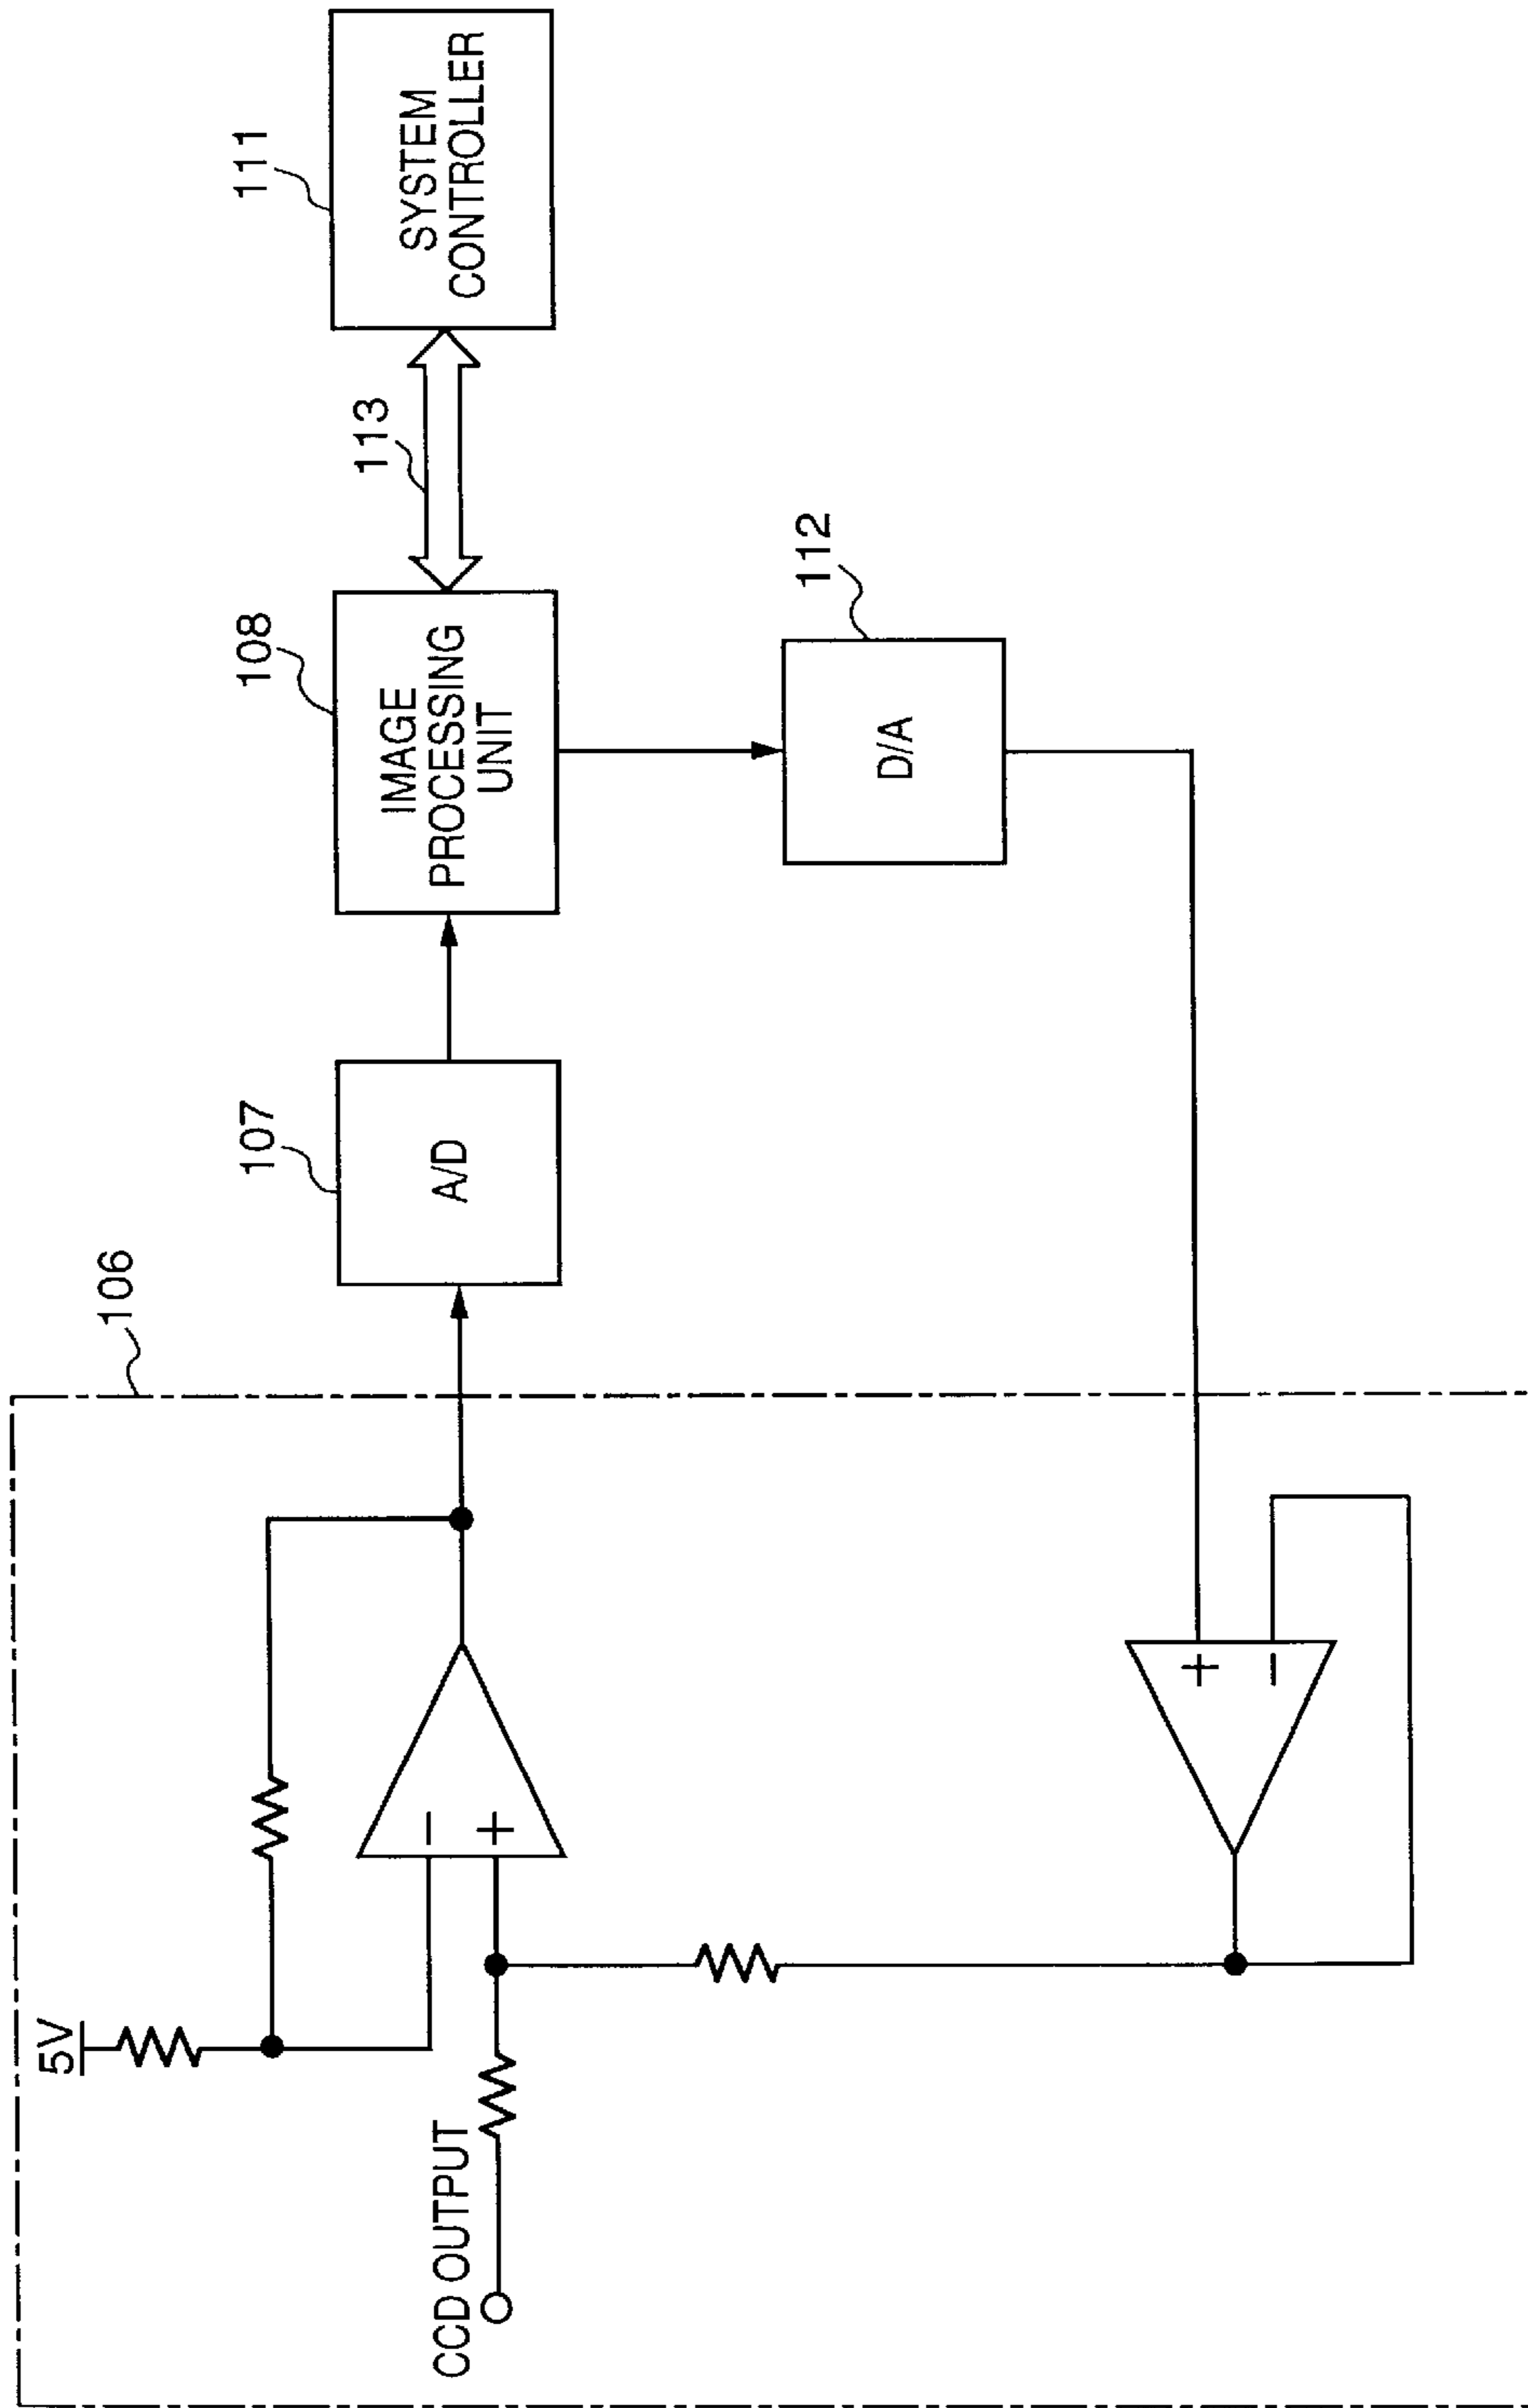 106
5V
CCD OUTPUT
−
+
+
−
107
A/D
108
IMAGE
PROCESSING
UNIT
113
111
SYSTEM
CONTROLLER
112
D/A